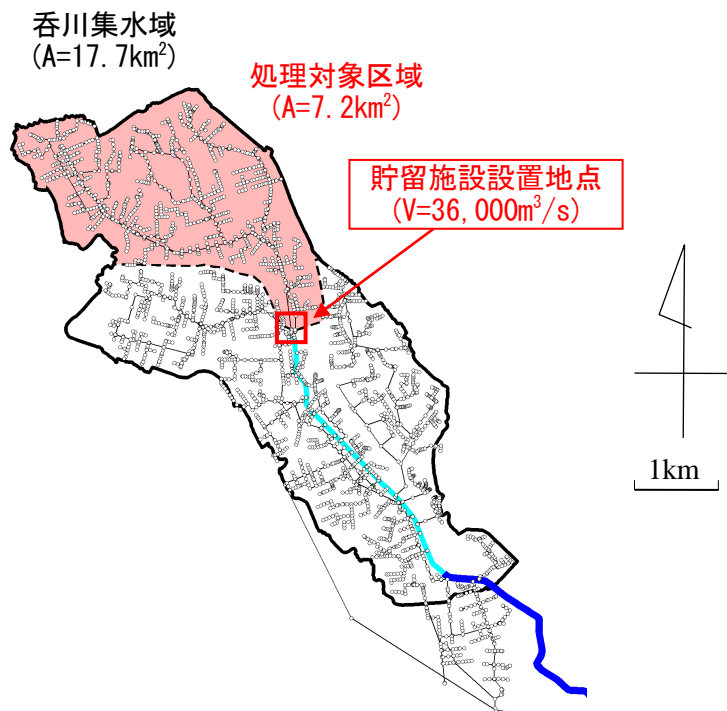 呑川集水域
(A=17.7km²)
処理対象区域
(A=7.2km²)
貯留施設設置地点
(V=36,000m³/s)
1km